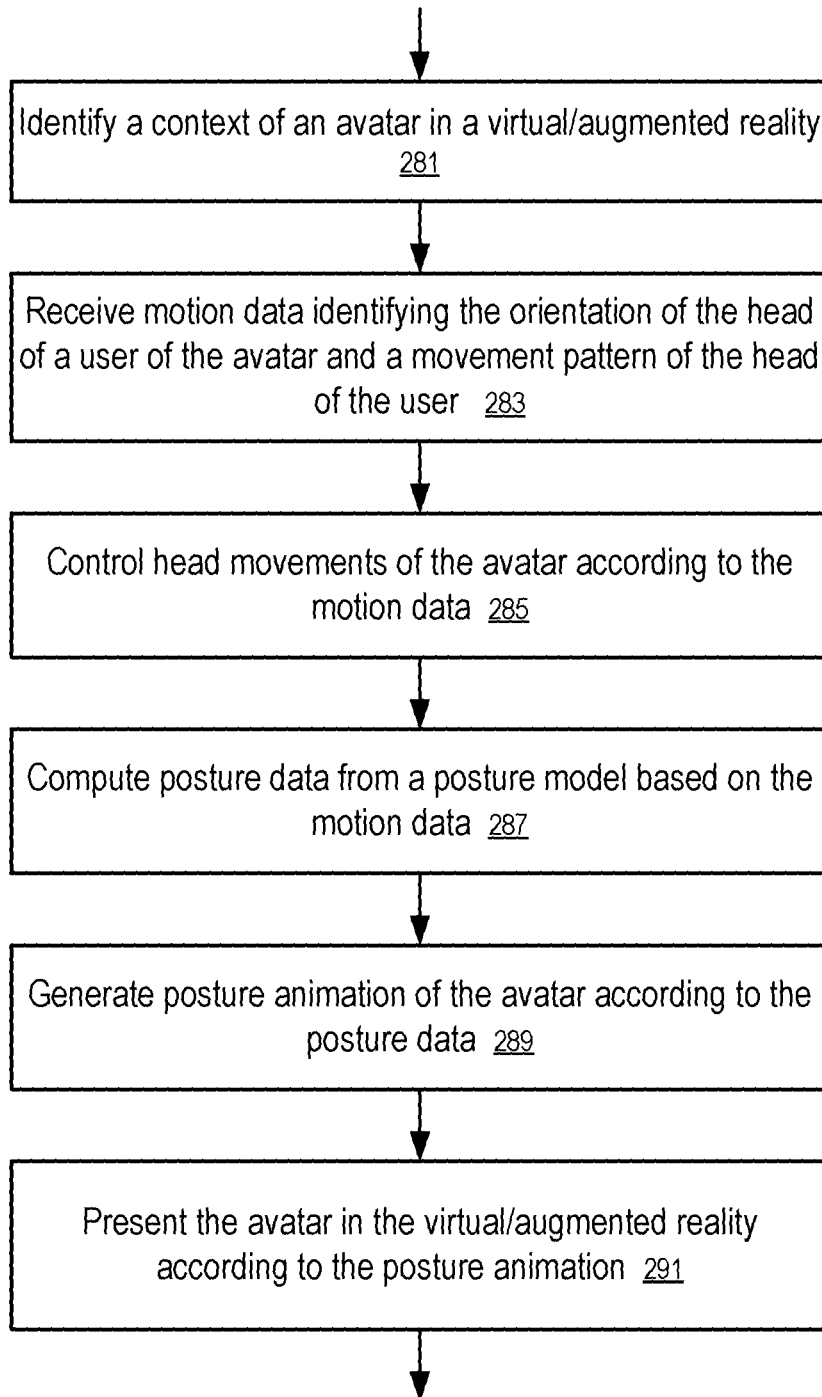 Identify a context of an avatar in a virtual/augmented reality
281
Receive motion data identifying the orientation of the head
of a user of the avatar and a movement pattern of the head
of the user 283
Control head movements of the avatar according to the
motion data 285
Compute posture data from a posture model based on the
motion data 287
Generate posture animation of the avatar according to the
posture data 289
Present the avatar in the virtual/augmented reality
according to the posture animation 291